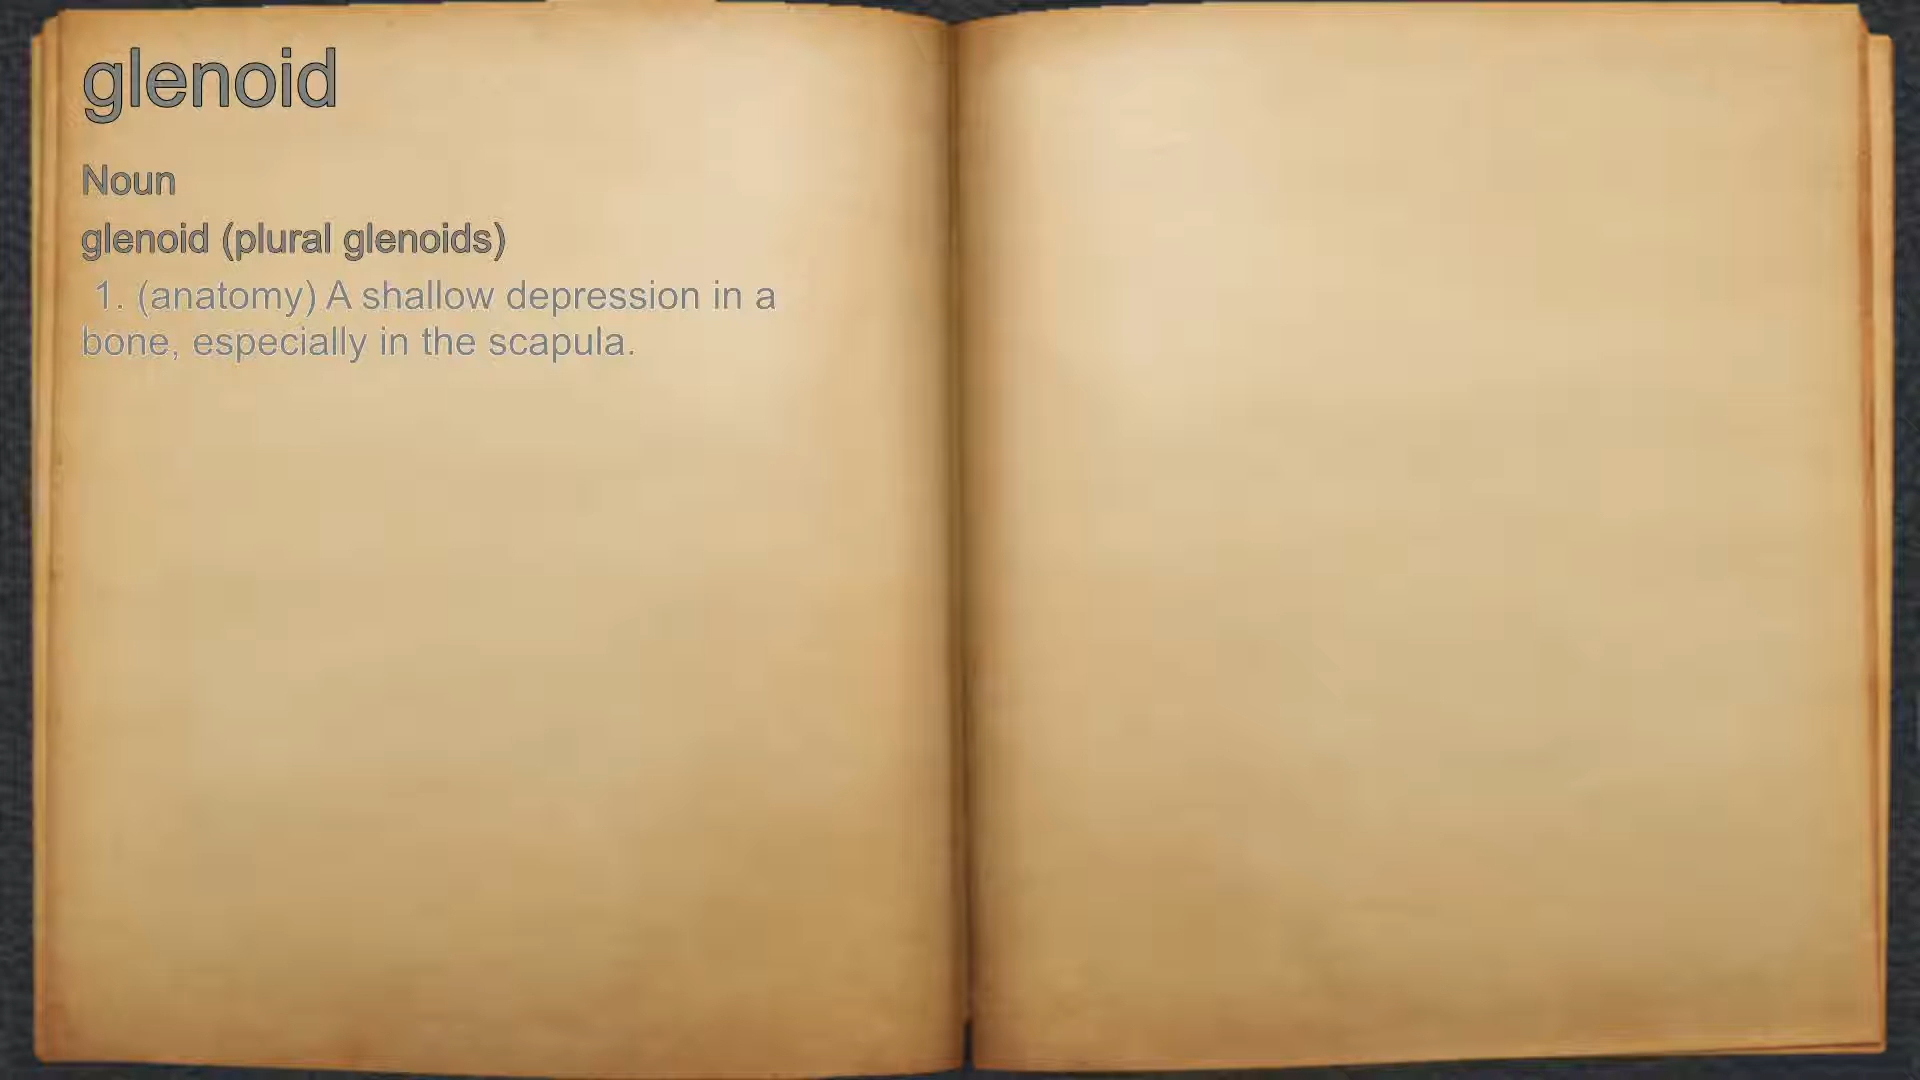 glenoid
Noun
glenoid (plural glenoids)
1. (anatomy) A shallow depression in a
bone, especially in the scapula.